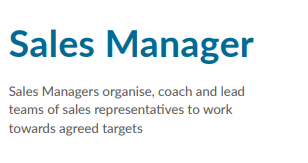 Sales Manager
Sales Managers organise, coach and lead
teams of sales representatives to work
towards agreed targets